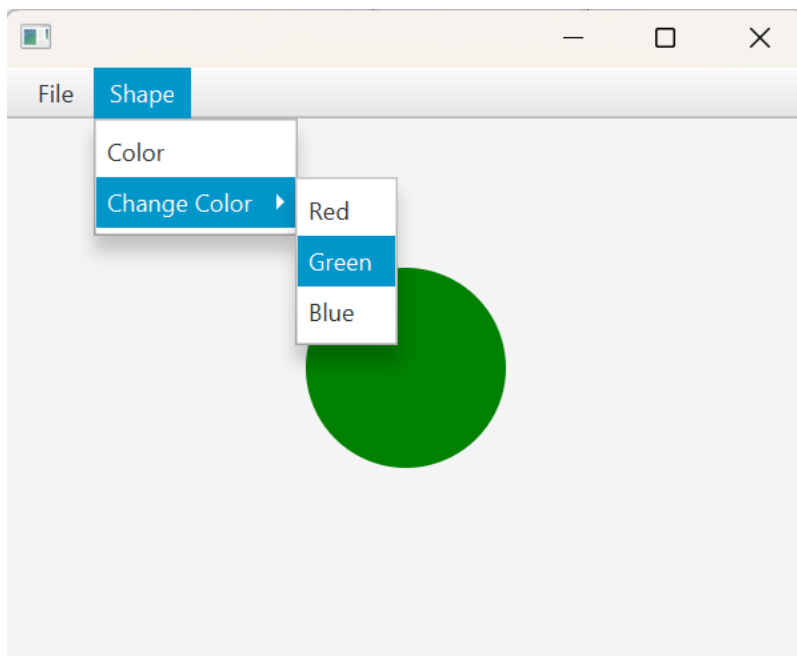 File Shape
Color
Change Color
Red
Green
Blue